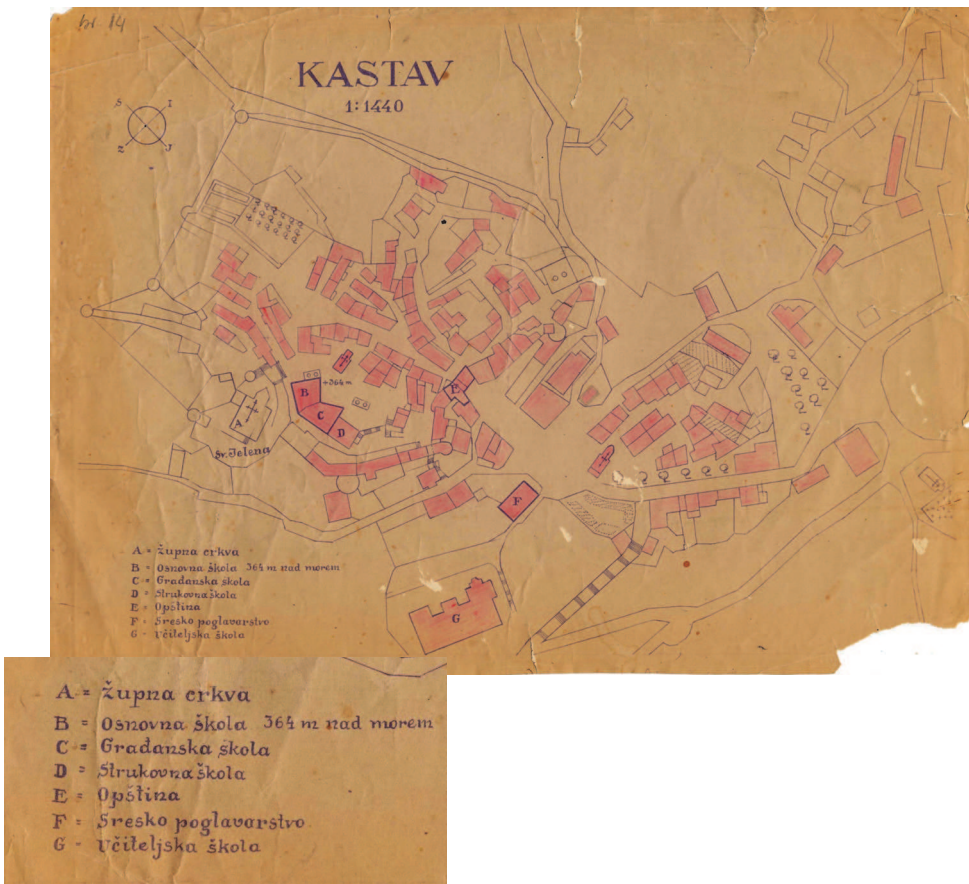 br. 14
KASTAV
1:1440
S I
Z J
B
+364 m
E
C
A
D
Sv. Jelena
F
G
A = župna crkva
B = Osnovna škola 364 m nad morem
C = Građanska škola
D = Strukovna škola
E = Opština
F = Sresko poglavarstvo
G - Učiteljska škola
A = župna crkva
B = Osnovna škola 364 m nad morem
C = Građanska škola
D = Strukovna škola
E = Opština
F = Sresko poglavarstvo
G - Učiteljska škola